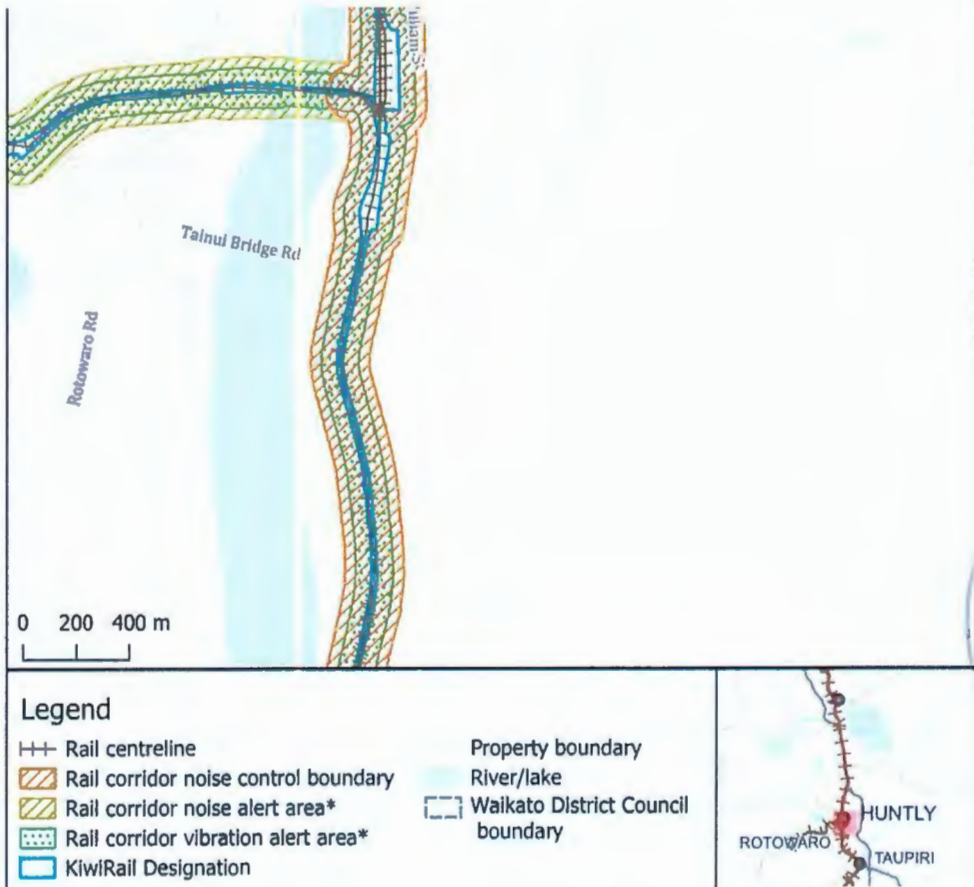 Tainui Bridge Rd
Rotowaro Rd
0 200 400 m
Legend
Rail centreline
Rail corridor noise control boundary
Rail corridor noise alert area*
Rail corridor vibration alert area*
KiwiRail Designation
Property boundary
River/lake
Waikato District Council
boundary
HUNTLY
ROTOWARO
TAUPIRI